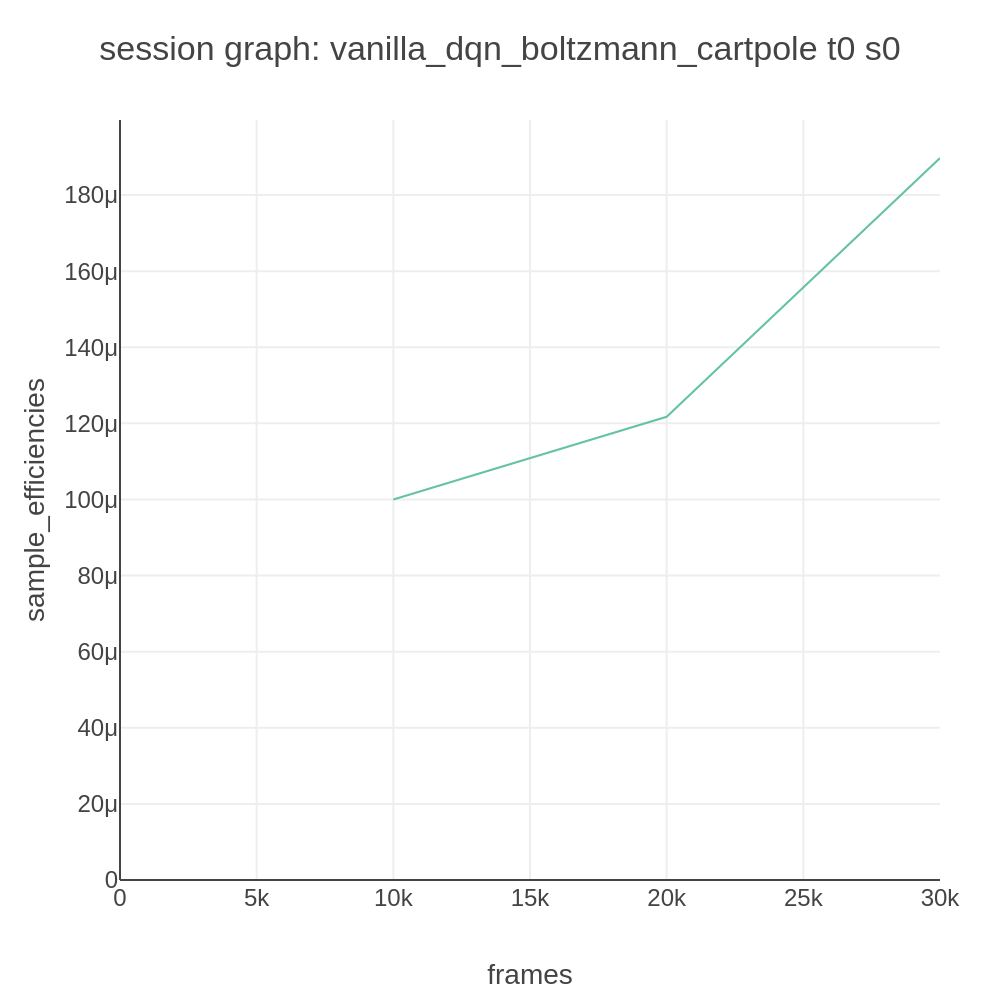 session graph: vanilla_dqn_boltzmann_cartpole t0 s0
sample_efficiencies
180μ
160μ
140μ
120μ
100μ
80μ
60μ
40μ
20μ
0
0 5k 10k 15k 20k 25k 30k
frames